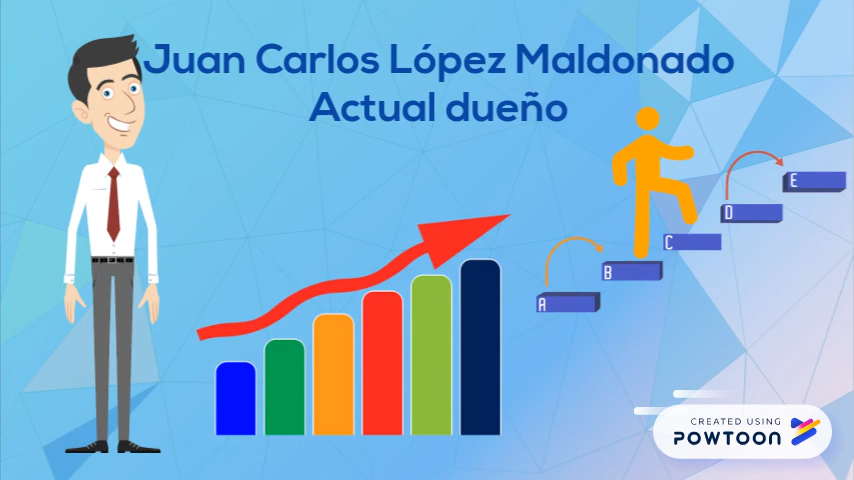 Juan Carlos López Maldonado
Actual dueño
E
D
C
B
A
CREATED USING
POWTOON